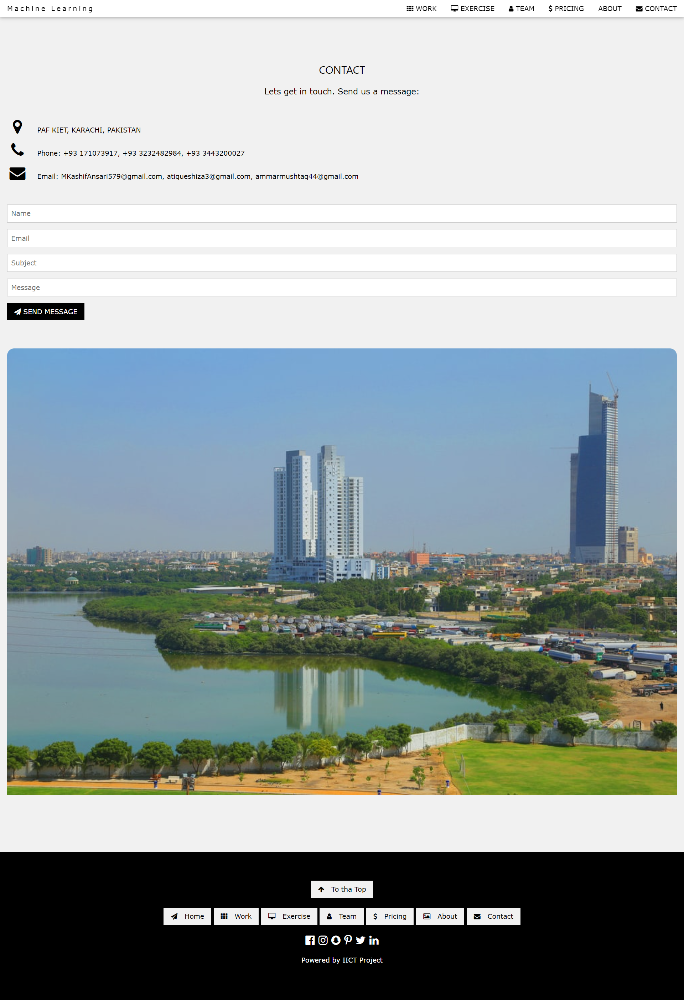 Machine Learning WORK EXERCISE TEAM $ PRICING ABOUT CONTACT
CONTACT
Lets get in touch. Send us a message:
PAF KIET, KARACHI, PAKISTAN
Phone: +93 171073917, +93 3232482984, +93 3443200027
Email: MKashifAnsari579@gmail.com, atiqueshiza3@gmail.com, ammarmushtaq44@gmail.com
Name
Email
Subject
Message
SEND MESSAGE
To tha Top
Home Work Exercise Team $ Pricing About Contact
Powered by IICT Project